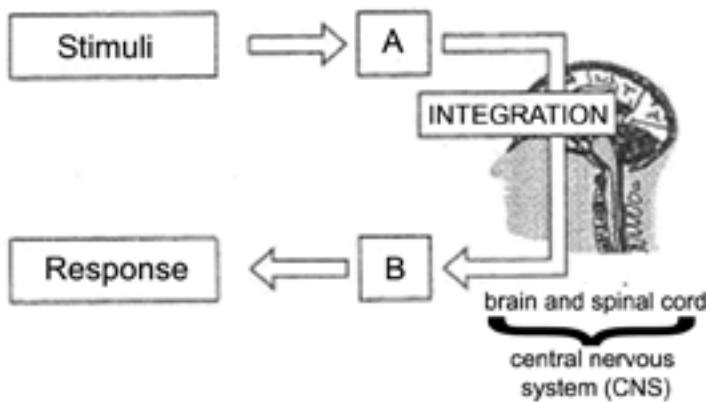 Stimuli
A
INTEGRATION
Response
B
brain and spinal cord
central nervous
system (CNS)